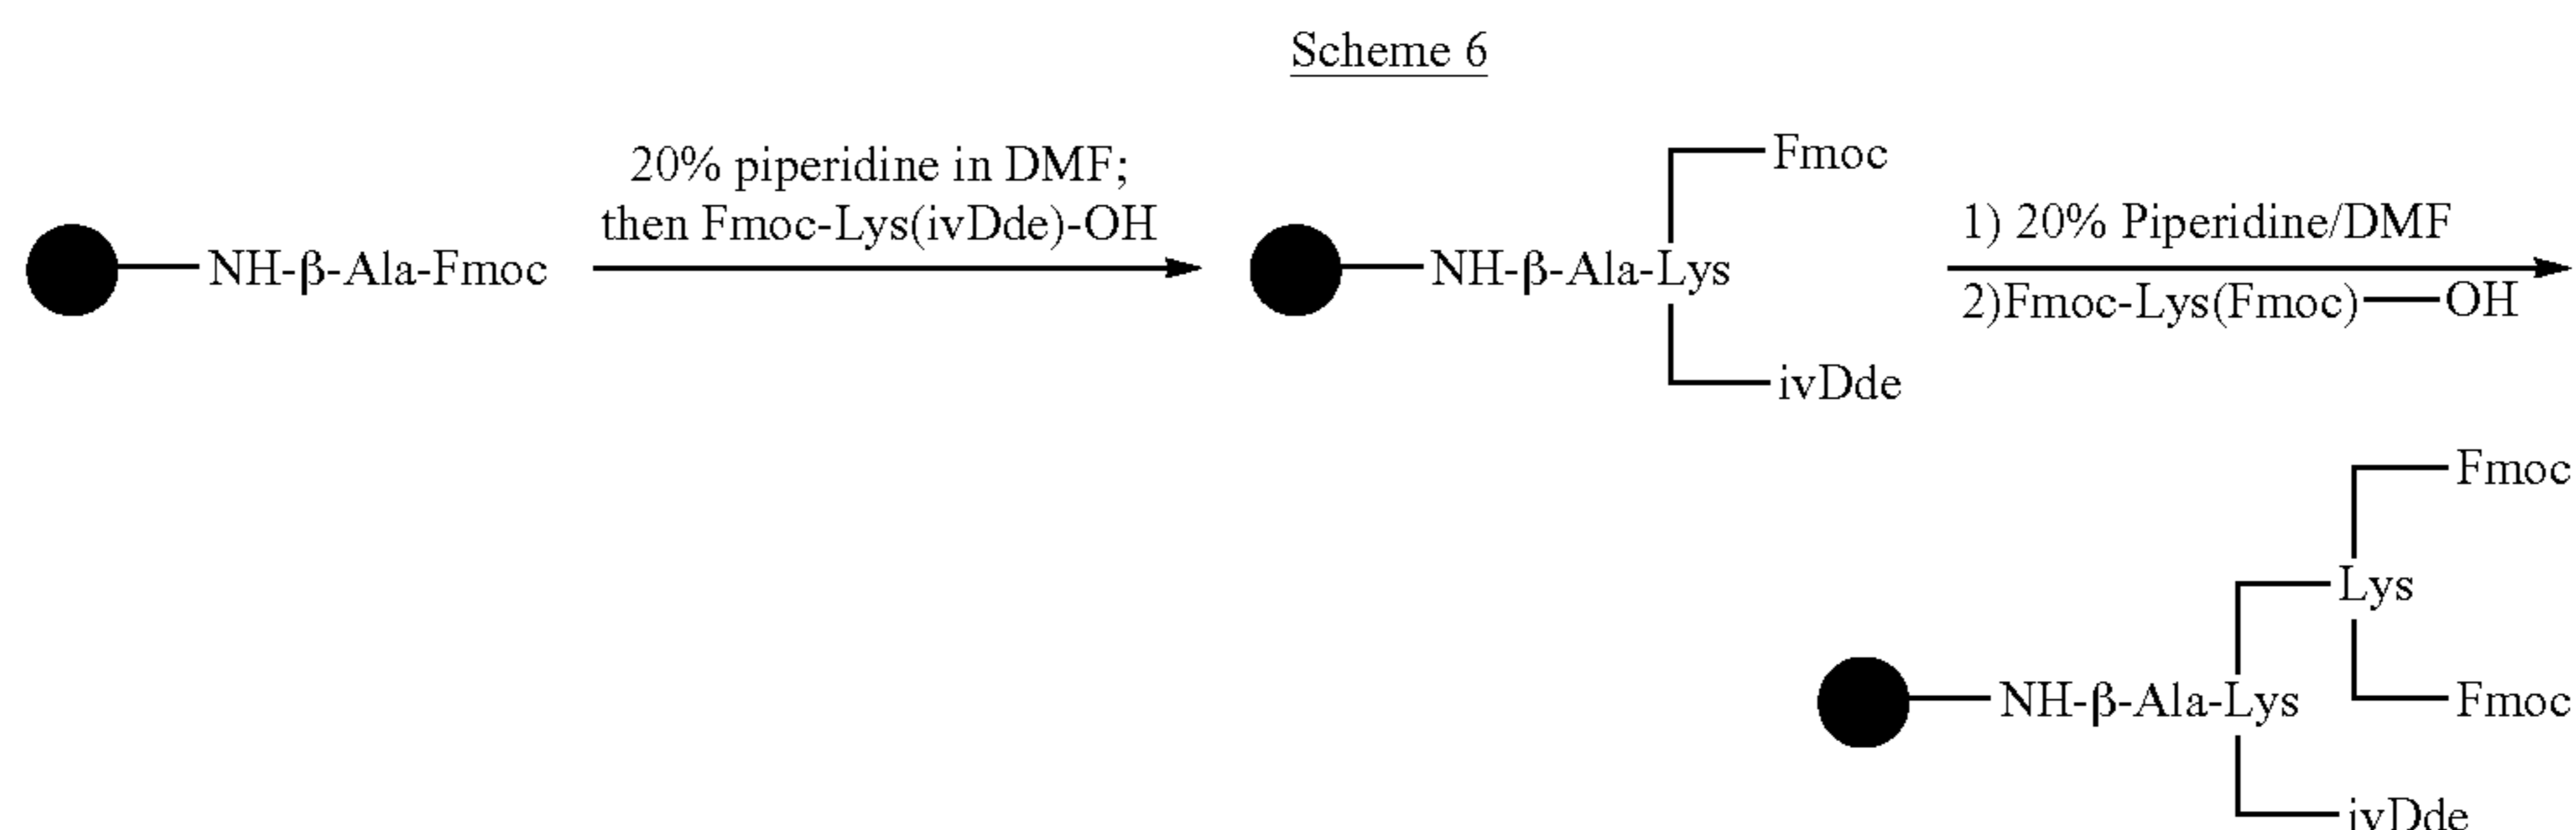 Scheme 6
20% piperidine in DMF;
then Fmoc-Lys(ivDde)-OH
NH-β-Ala-Fmoc
Fmoc
NH-β-Ala-Lys
ivDde
1) 20% Piperidine/DMF
2)Fmoc-Lys(Fmoc)—OH
Fmoc
Lys
NH-β-Ala-Lys
Fmoc
ivDde